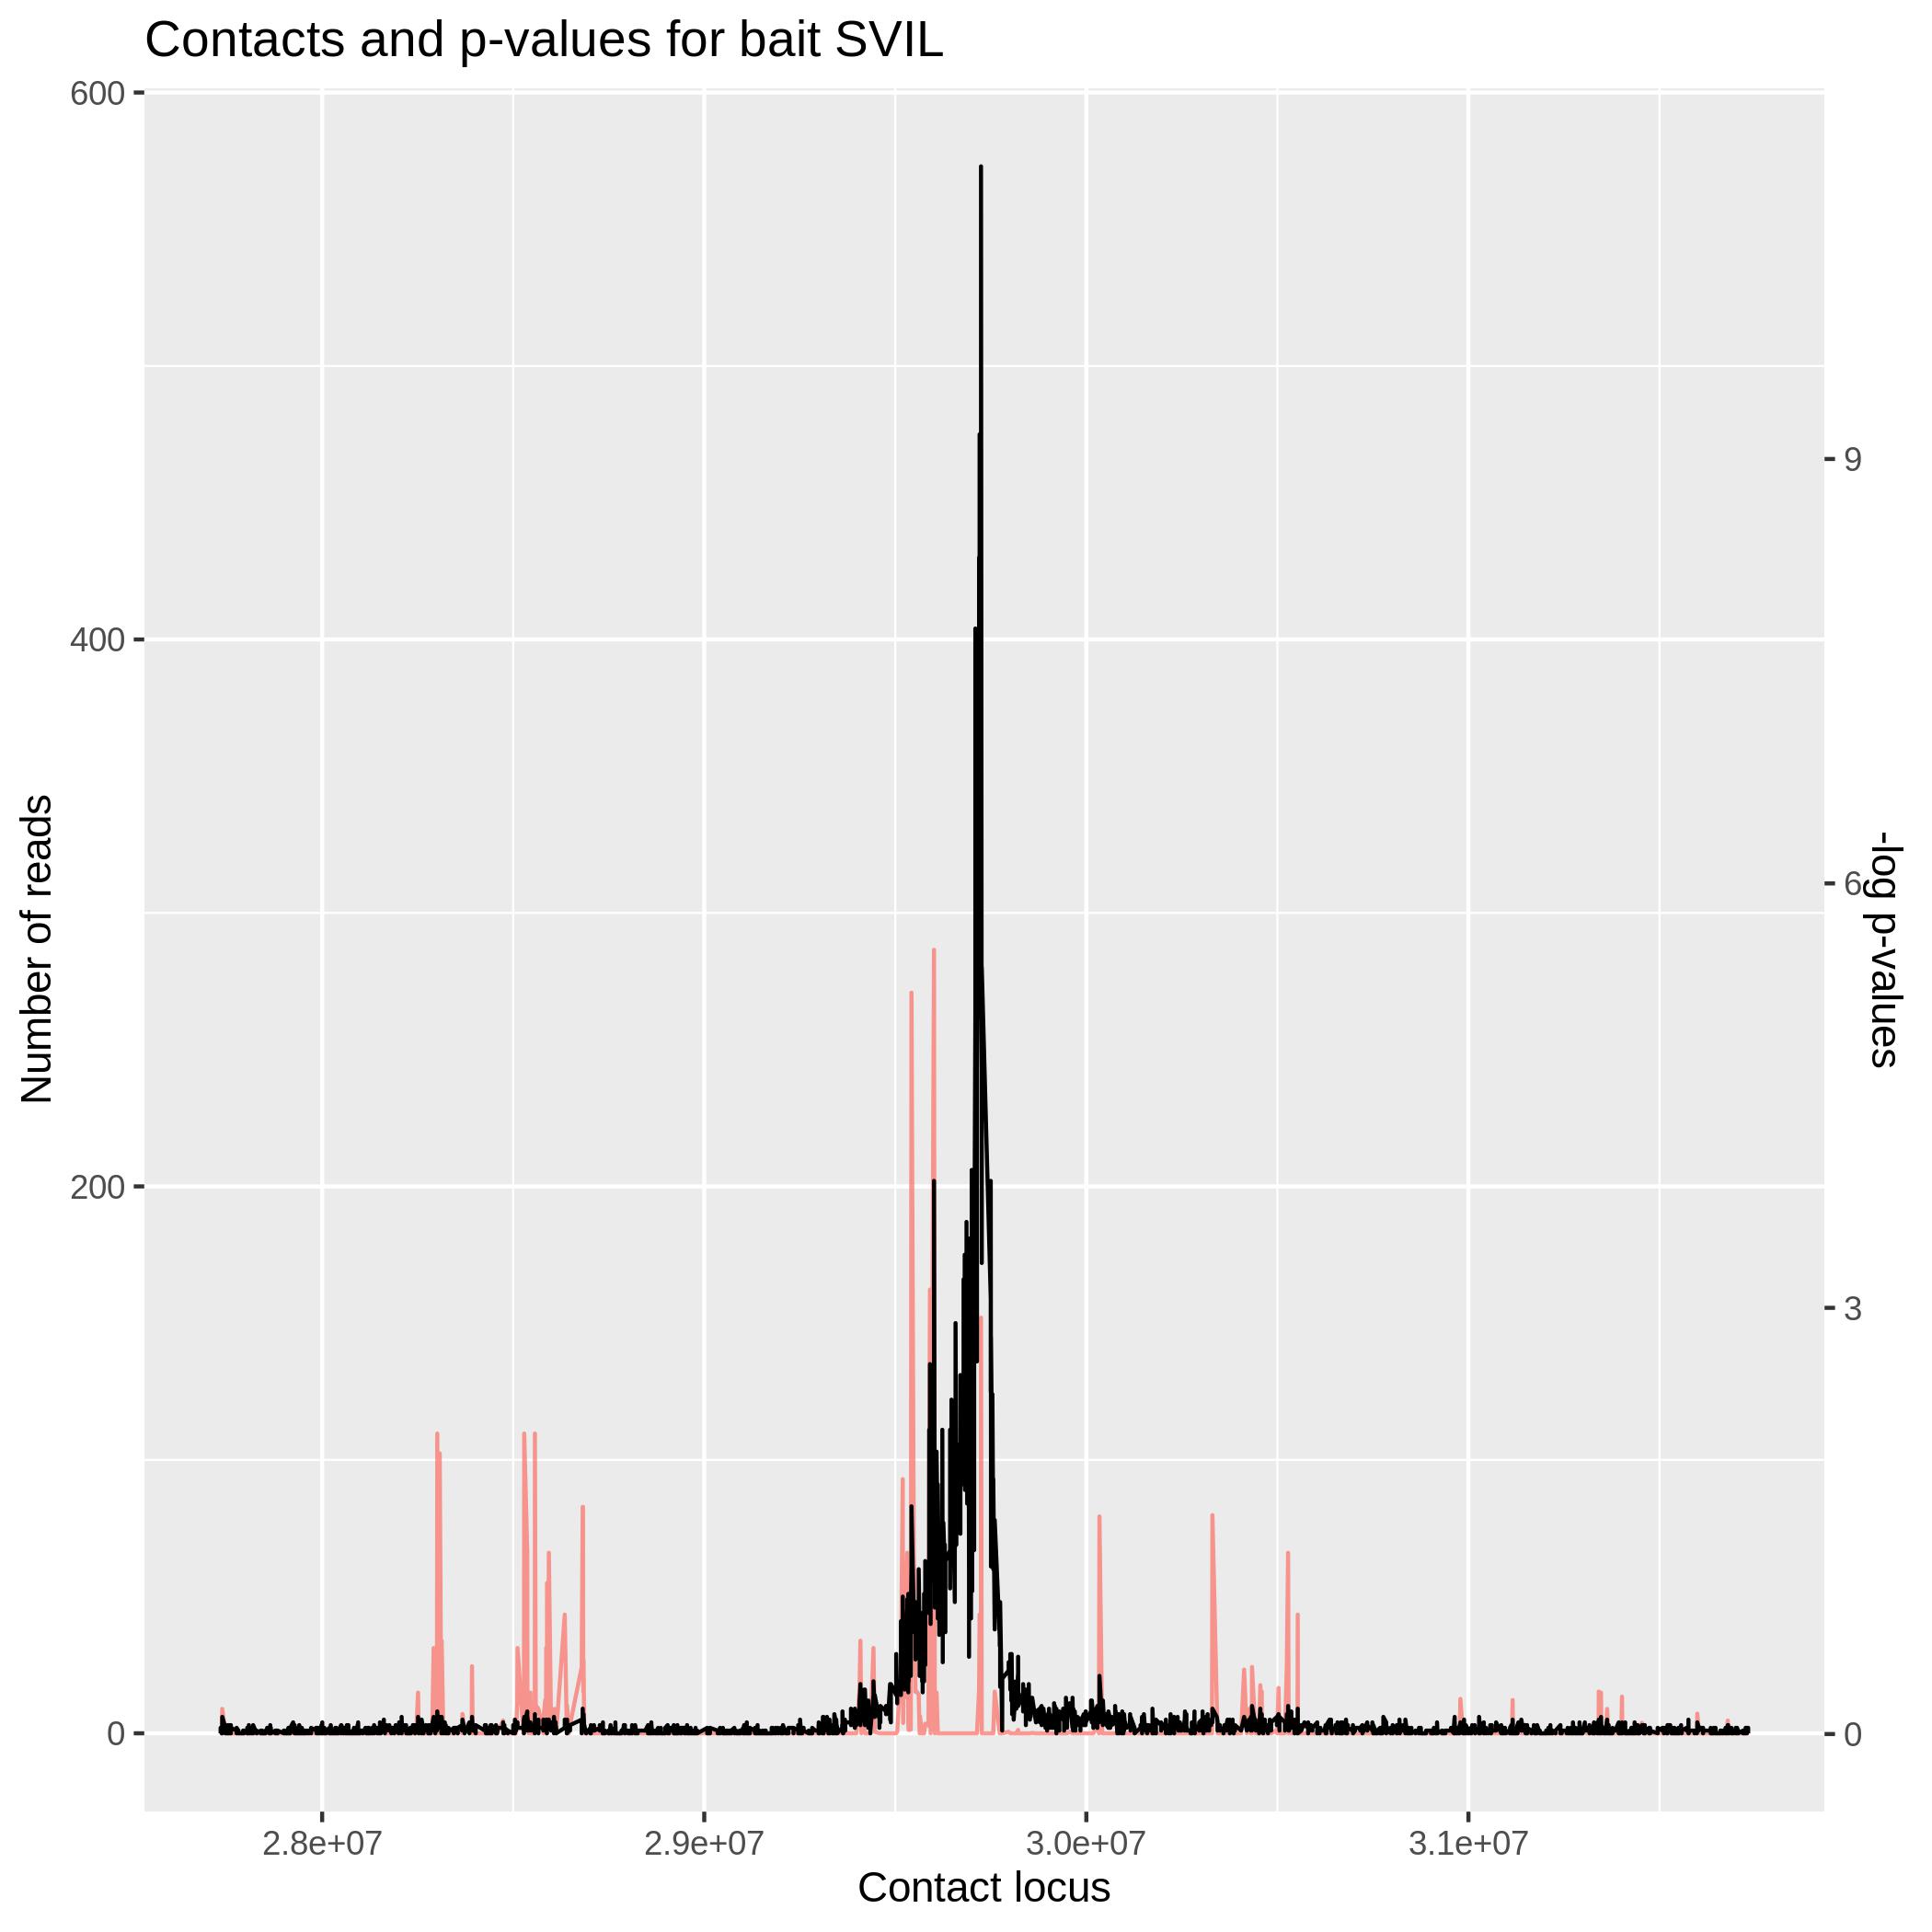 Contacts and p-values for bait SVIL
600
400
200
0
Number of reads
9
6
3
0
-log p-values
2.8e+07
2.9e+07
3.0e+07
3.1e+07
Contact locus